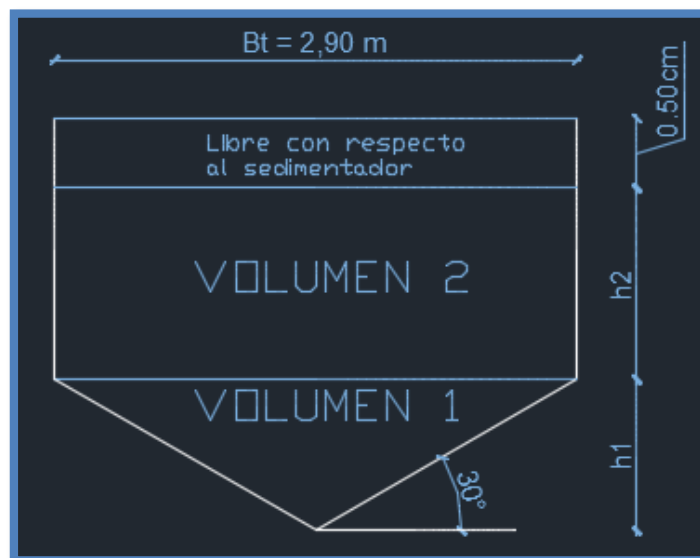 Bt = 2,90 m
0.50cm
Libre con respecto
al sedimentador
VOLUMEN 2
h2
VOLUMEN 1
h1
30°